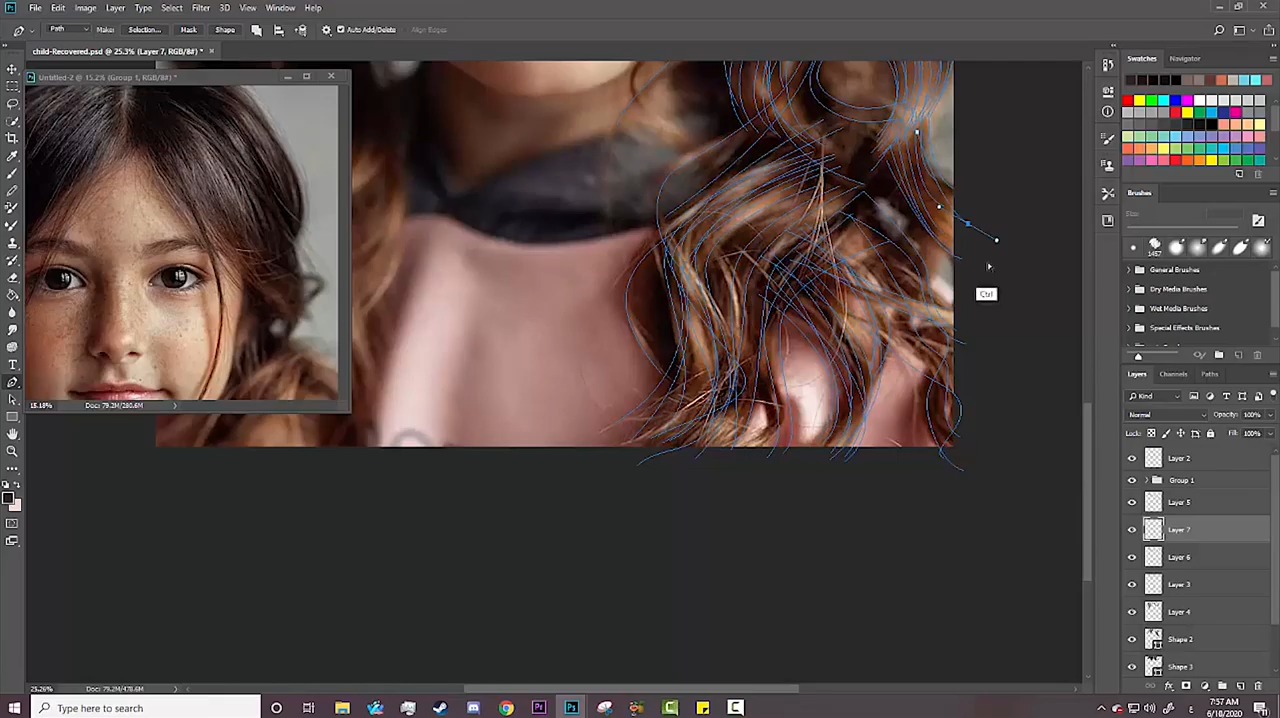 File Edit Image Layer Type Select Filter 3D View Window Help
Path Make: Selection... Mask Shape Auto Add/Delete Align Edges
child-Recovered.psd @ 25.3% (Layer 7, RGB/8#) *
Untitled-2 @ 15.2% (Group 1, RGB/8#) *
15.18% Doc: 79.2M/280.6M
Ctrl
Swatches Navigator
Brushes
Size:
1457
General Brushes
Dry Media Brushes
Wet Media Brushes
Special Effects Brushes
Layers Channels Paths
Kind
Normal Opacity: 100%
Lock: Fill: 100%
Layer 2
Group 1
Layer 5
Layer 7
Layer 6
Layer 3
Layer 4
Shape 2
Shape 3
25.26% Doc: 79.2M/478.6M
Type here to search
7:57 AM
6/10/2020